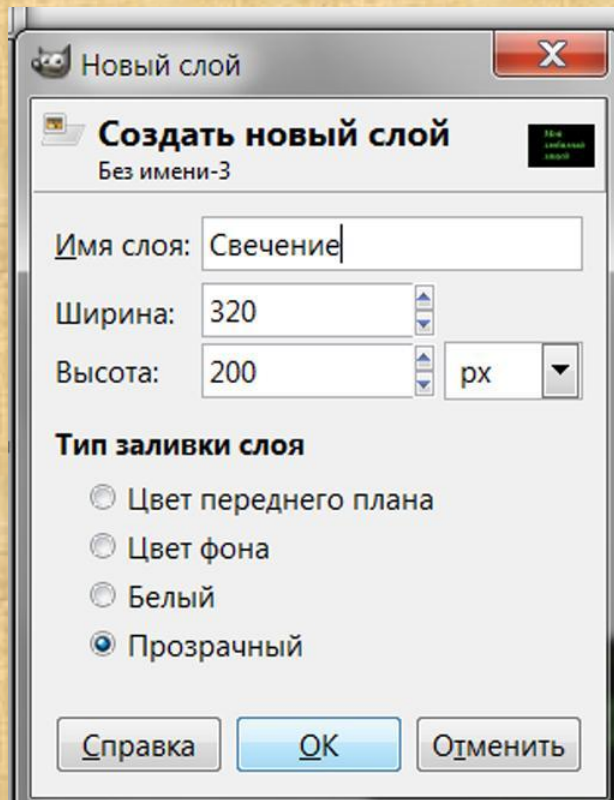 Новый слой
Создать новый слой
Без имени-3
Имя слоя: Свечение
Ширина: 320
Высота: 200 px
Тип заливки слоя
Цвет переднего плана
Цвет фона
Белый
Прозрачный
Справка OK Отменить